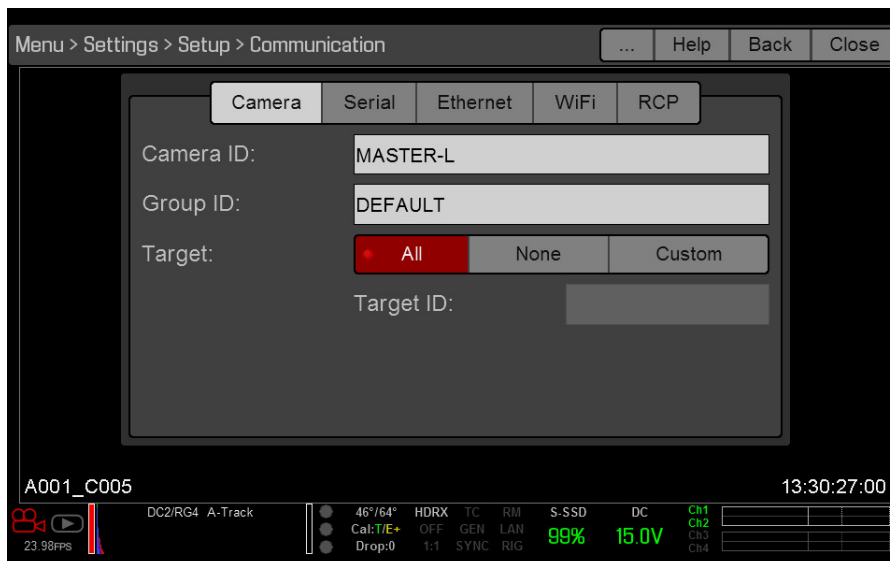 Menu > Settings > Setup > Communication ... Help Back Close
Camera Serial Ethernet WiFi RCP
Camera ID: MASTER-L
Group ID: DEFAULT
Target: All None Custom
Target ID:
A001_C005 13:30:27:00
DC2/RG4 A-Track 46°/64° HDRX TC RM S-SSD DC Ch1
Cal:T/E+ OFF GEN LAN 99% 15.0V Ch2
23.98FPS Drop:0 1:1 SYNC RIG Ch3
Ch4